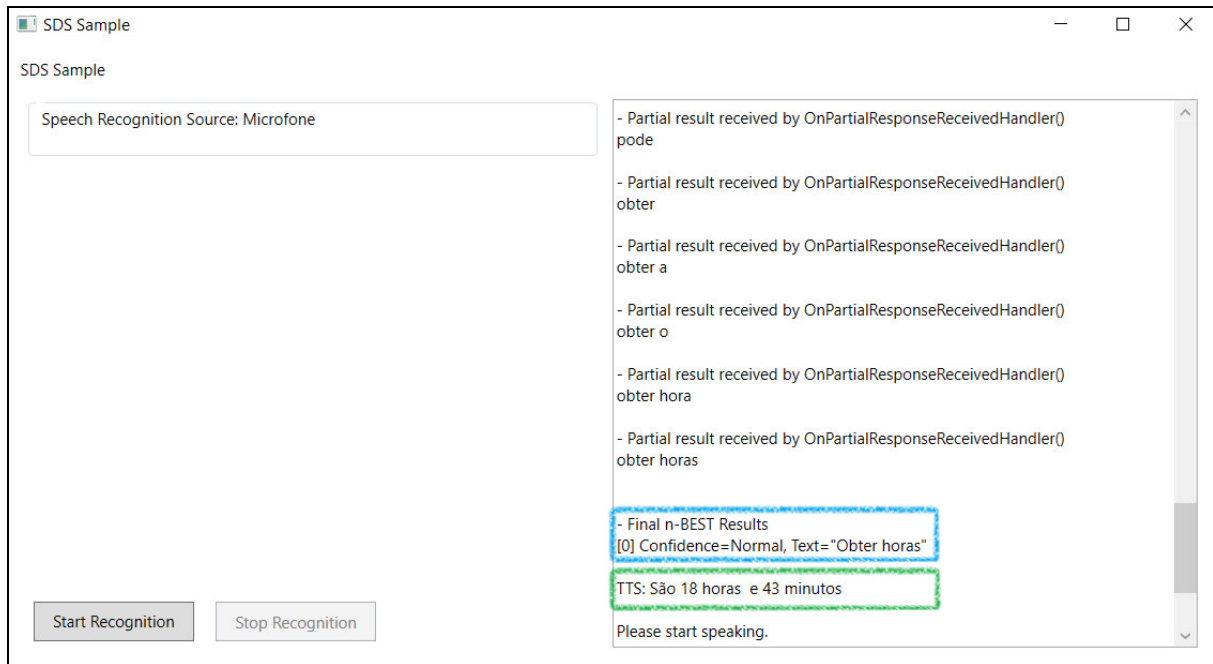 SDS Sample
SDS Sample
Speech Recognition Source: Microfone
Start Recognition
Stop Recognition
- Partial result received by OnPartialResponseReceivedHandler()
pode
- Partial result received by OnPartialResponseReceivedHandler()
obter
- Partial result received by OnPartialResponseReceivedHandler()
obter a
- Partial result received by OnPartialResponseReceivedHandler()
obter o
- Partial result received by OnPartialResponseReceivedHandler()
obter hora
- Partial result received by OnPartialResponseReceivedHandler()
obter horas
- Final n-BEST Results
[0] Confidence=Normal, Text="Obter horas"
TTS: São 18 horas  e 43 minutos
Please start speaking.